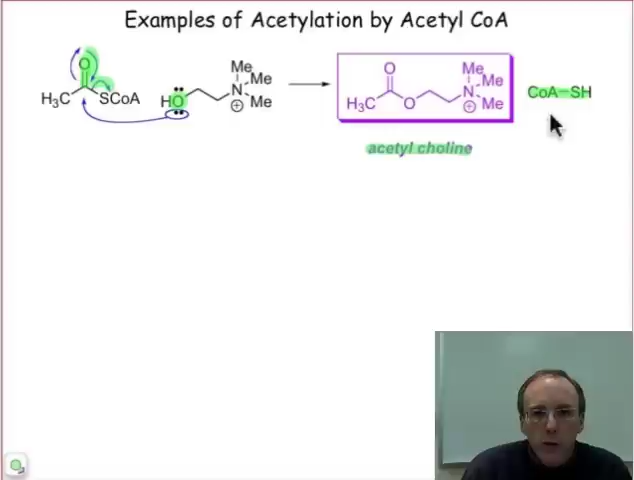 Examples of Acetylation by Acetyl CoA
O
H3C SCoA
HO
Me
N Me
⊕ Me
O
H3C O
Me
N Me
⊕ Me
CoA–SH
acetyl choline